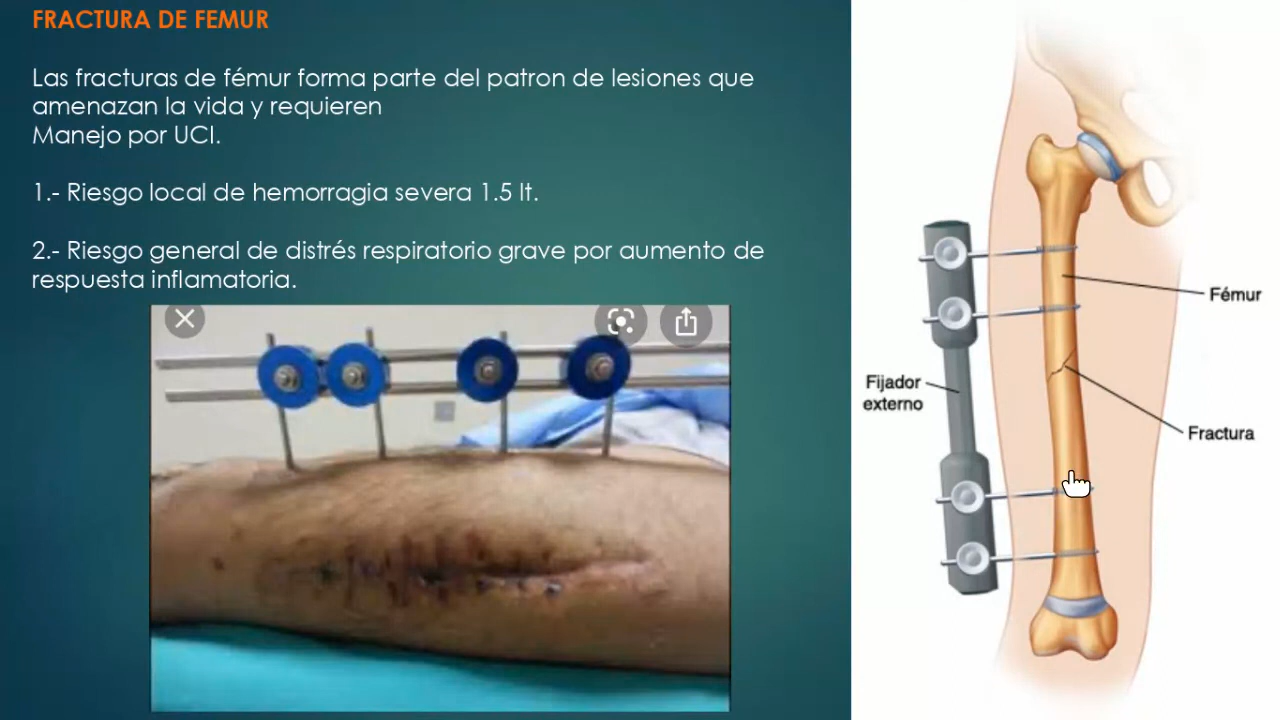 FRACTURA DE FEMUR
Las fracturas de fémur forma parte del patron de lesiones que
amenazan la vida y requieren
Manejo por UCI.
1.- Riesgo local de hemorragia severa 1.5 lt.
2.- Riesgo general de distrés respiratorio grave por aumento de
respuesta inflamatoria.
Fémur
Fijador
externo
Fractura